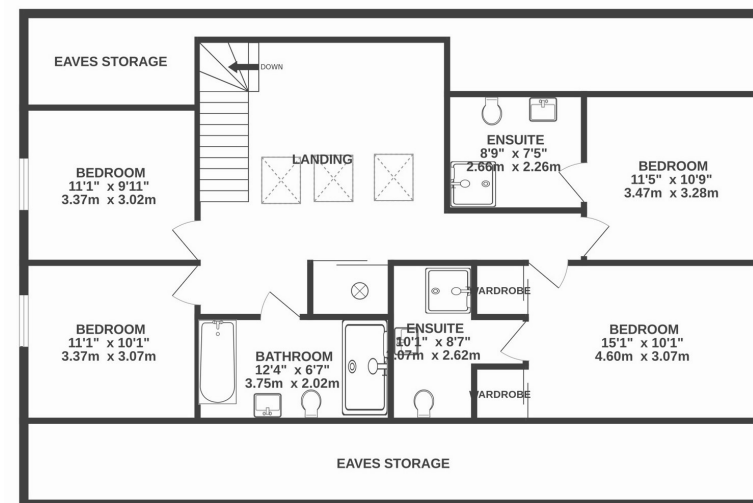 EAVES STORAGE
DOWN
LANDING
ENSUITE
8'9" x 7'5"
2.66m x 2.26m
BEDROOM
11'5" x 10'9"
3.47m x 3.28m
BEDROOM
11'1" x 9'11"
3.37m x 3.02m
BEDROOM
11'1" x 10'1"
3.37m x 3.07m
BATHROOM
12'4" x 6'7"
3.75m x 2.02m
ENSUITE
10'1" x 8'7"
3.07m x 2.62m
WARDROBE
BEDROOM
15'1" x 10'1"
4.60m x 3.07m
WARDROBE
EAVES STORAGE